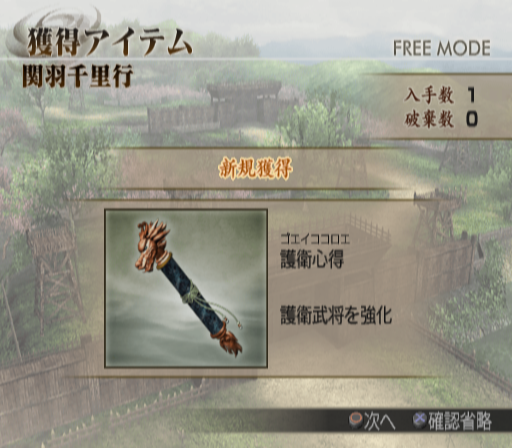 獲得アイテム
FREE MODE
関羽千里行
入手数 1
破棄数 0
新規獲得
ゴエイココロエ
護衛心得
護衛武将を強化
次へ 確認省略